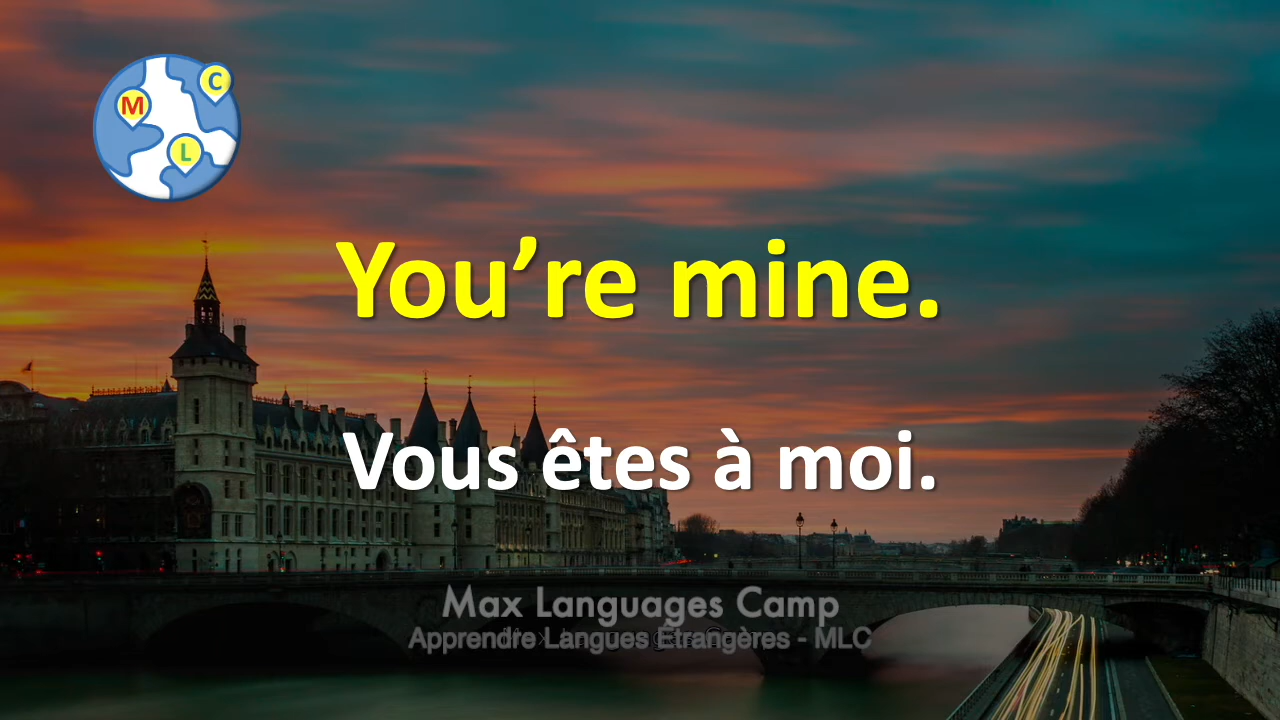 M
C
L
You’re mine.
Vous êtes à moi.
Max Languages Camp
Apprendre Langues Étrangères - MLC